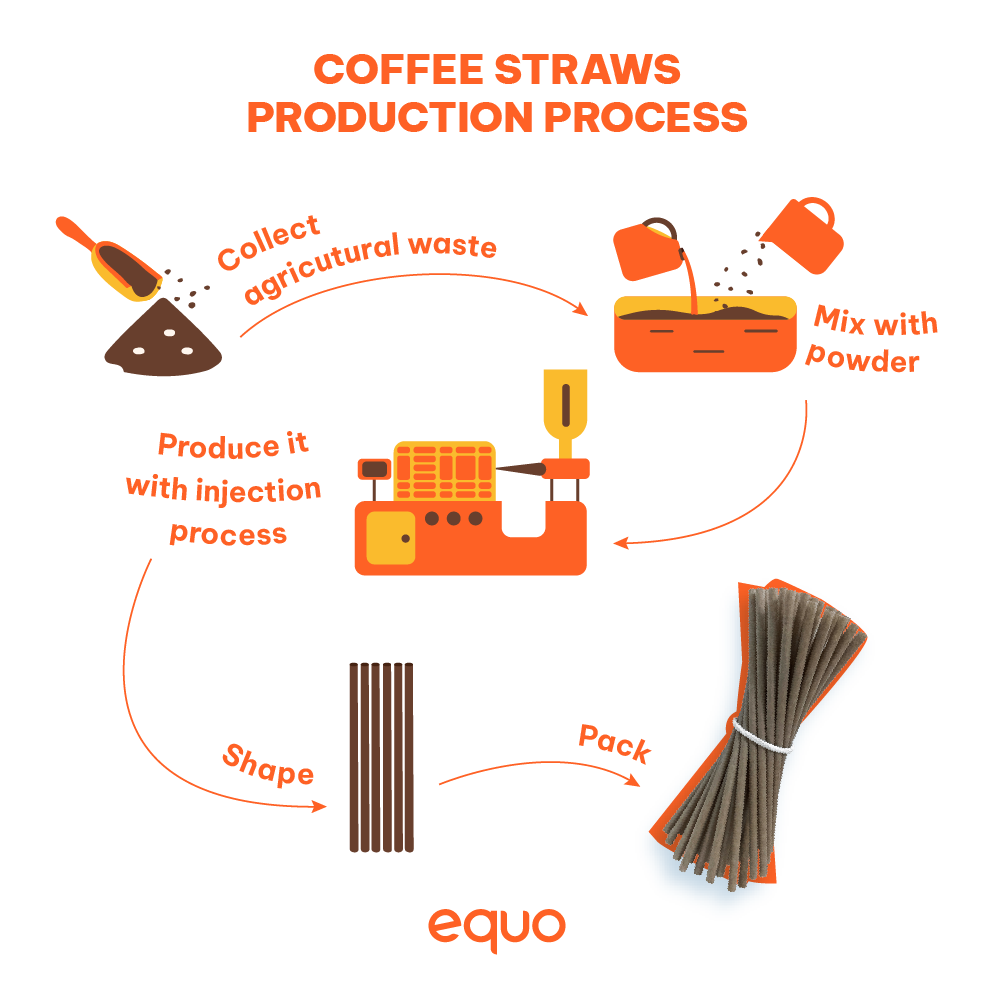 COFFEE STRAWS
PRODUCTION PROCESS
Collect
agricutural waste
Mix with
powder
Produce it
with injection
process
Shape
Pack
equo